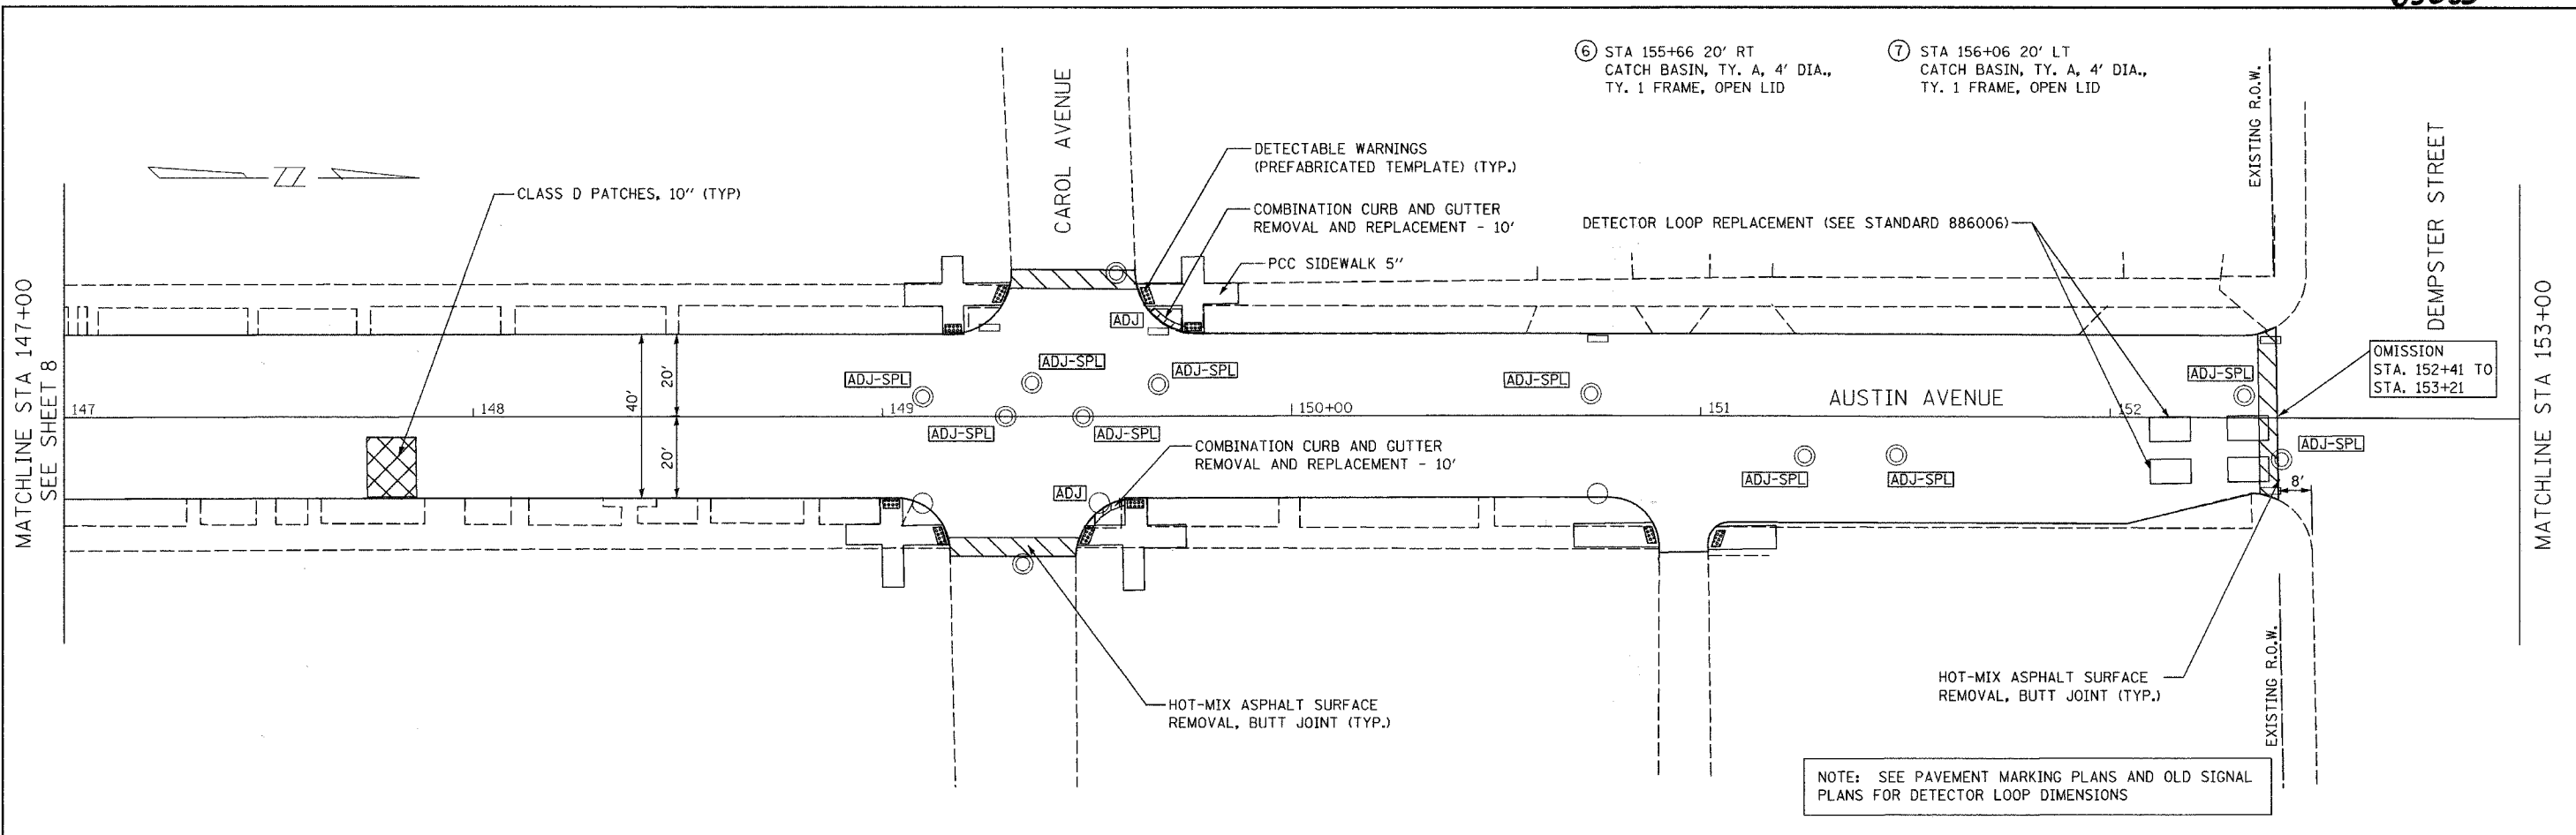 ⑥ STA 155+66 20' RT
CATCH BASIN, TY. A, 4' DIA.,
TY. 1 FRAME, OPEN LID
⑦ STA 156+06 20' LT
CATCH BASIN, TY. A, 4' DIA.,
TY. 1 FRAME, OPEN LID
EXISTING R.O.W.
DEMPSTER STREET
CAROL AVENUE
DETECTABLE WARNINGS
(PREFABRICATED TEMPLATE) (TYP.)
CLASS D PATCHES, 10" (TYP)
COMBINATION CURB AND GUTTER
REMOVAL AND REPLACEMENT - 10'
DETECTOR LOOP REPLACEMENT (SEE STANDARD 886006)
PCC SIDEWALK 5"
MATCHLINE STA 147+00
SEE SHEET 8
MATCHLINE STA 153+00
ADJ
ADJ-SPL
ADJ-SPL
ADJ-SPL
ADJ-SPL
ADJ-SPL
OMISSION
STA. 152+41 TO
STA. 153+21
40'
20'
20'
AUSTIN AVENUE
147
148
149
150+00
151
152
ADJ-SPL
ADJ-SPL
ADJ-SPL
COMBINATION CURB AND GUTTER
REMOVAL AND REPLACEMENT - 10'
ADJ-SPL
ADJ-SPL
ADJ
8'
HOT-MIX ASPHALT SURFACE
REMOVAL, BUTT JOINT (TYP.)
HOT-MIX ASPHALT SURFACE
REMOVAL, BUTT JOINT (TYP.)
EXISTING R.O.W.
NOTE: SEE PAVEMENT MARKING PLANS AND OLD SIGNAL
PLANS FOR DETECTOR LOOP DIMENSIONS